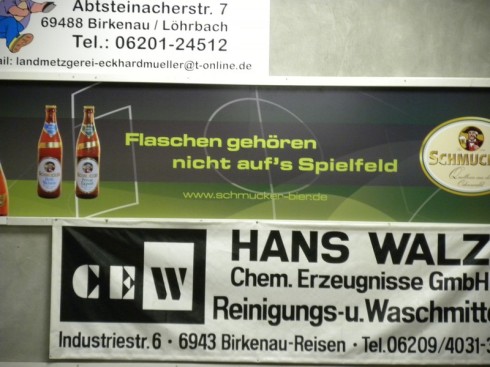 Abtsteinacherstr. 7
69488 Birkenau / Löhrbach
Tel.: 06201-24512
ail: landmetzgerei-eckhardmueller@t-online.de
Flaschen gehören
nicht auf's Spielfeld
www.schmucker-bier.de
SCHMUCK
CEW
HANS WALZ
Chem. Erzeugnisse GmbH
Reinigungs-u.Waschmitte
Industriestr. 6 · 6943 Birkenau-Reisen · Tel. 06209/4031-3